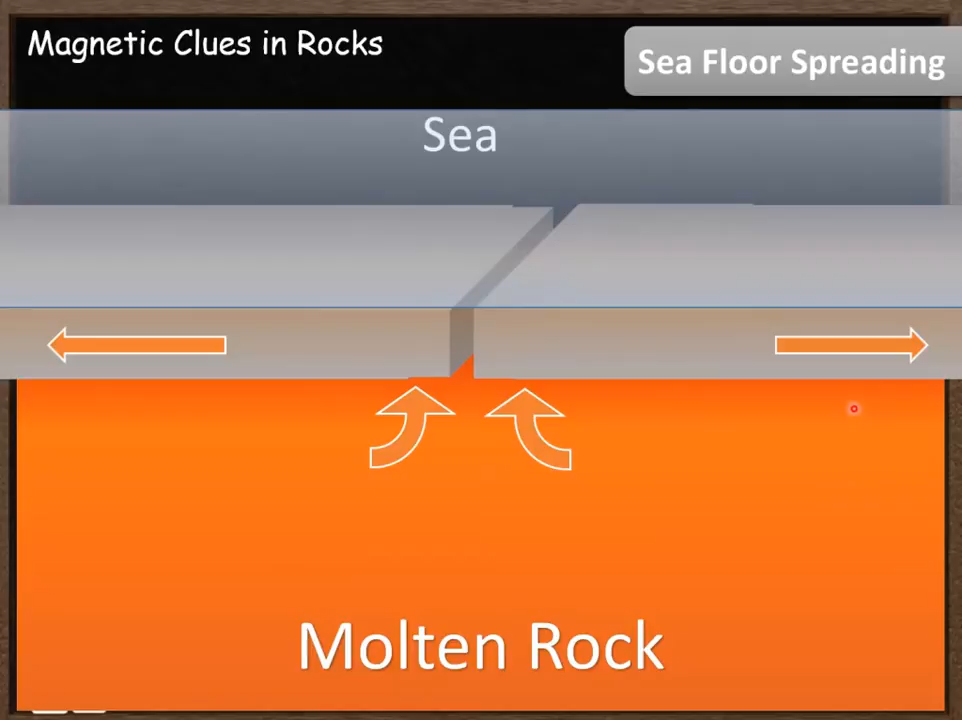 Magnetic Clues in Rocks
Sea Floor Spreading
Sea
Molten Rock